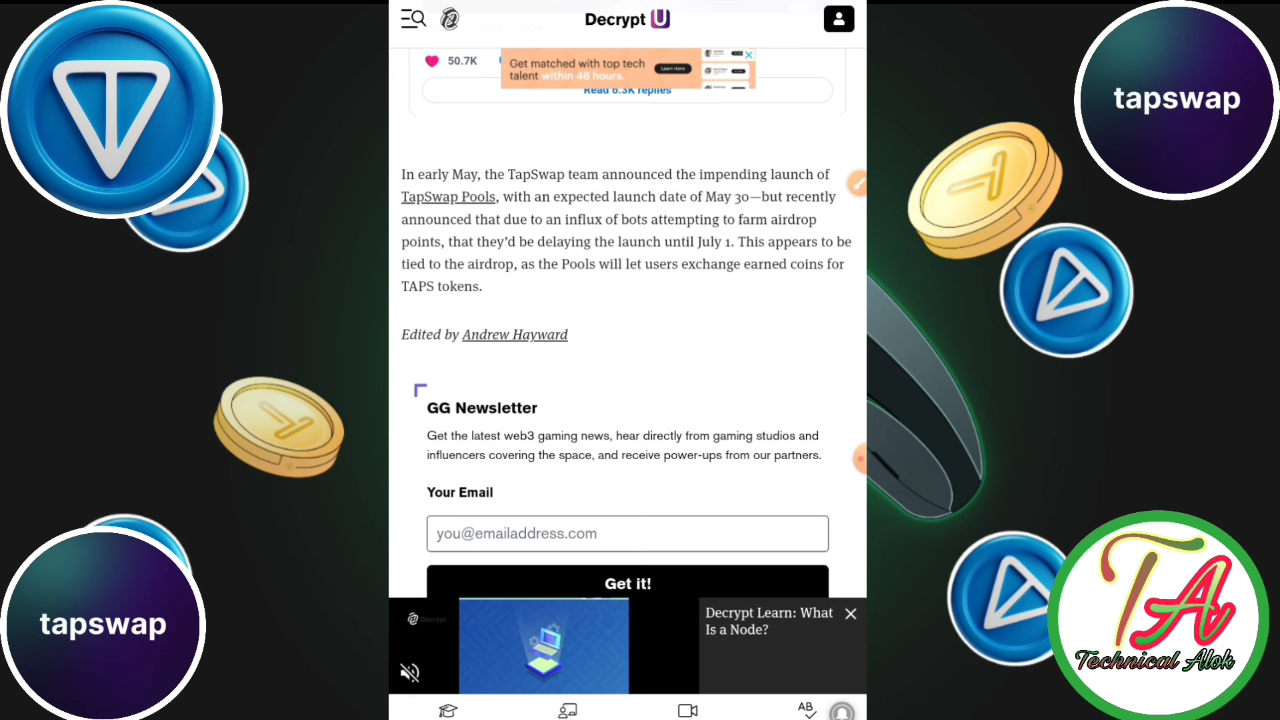 Decrypt U
tapswap
50.7K
Get matched with top tech
talent within 48 hours.
Learn more
Read 6.3K replies
In early May, the TapSwap team announced the impending launch of
TapSwap Pools, with an expected launch date of May 30—but recently
announced that due to an influx of bots attempting to farm airdrop
points, that they'd be delaying the launch until July 1. This appears to be
tied to the airdrop, as the Pools will let users exchange earned coins for
TAPS tokens.
Edited by Andrew Hayward
GG Newsletter
Get the latest web3 gaming news, hear directly from gaming studios and
influencers covering the space, and receive power-ups from our partners.
Your Email
you@emailaddress.com
Get it!
Decrypt
Decrypt Learn: What
Is a Node?
tapswap
TA
Technical Alok
AB